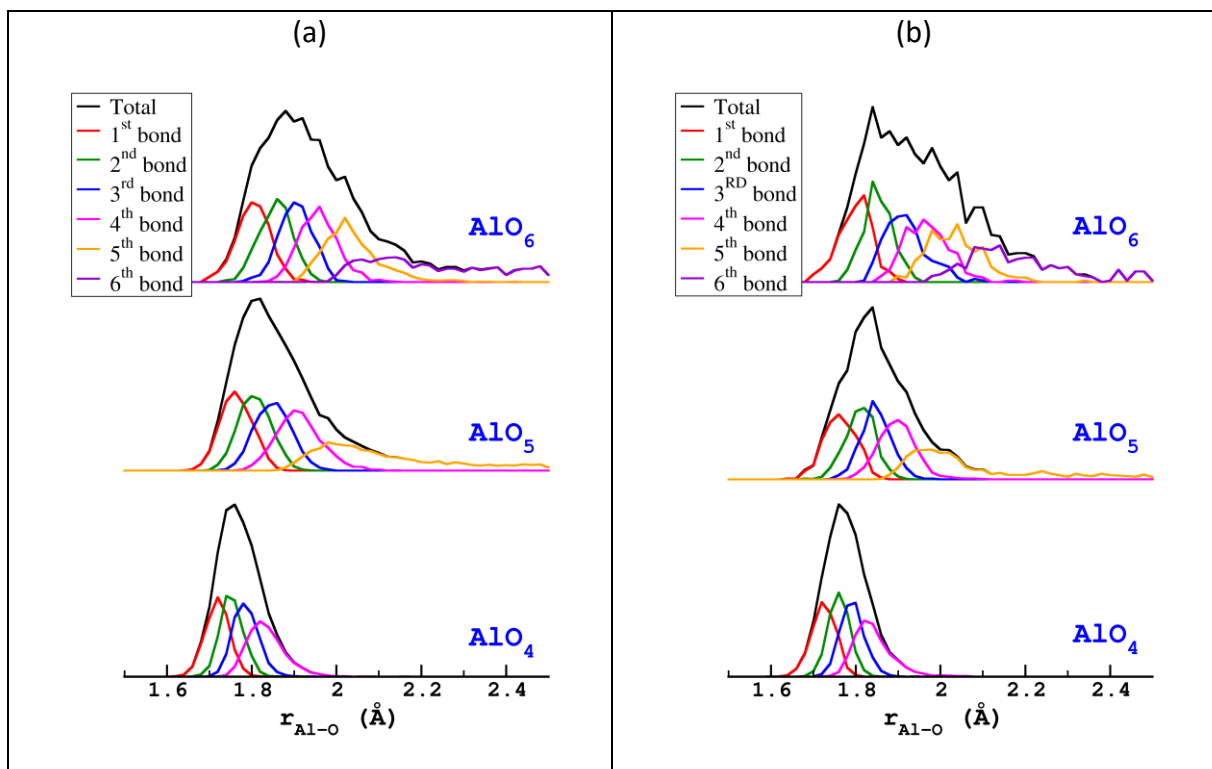 (a)
Total
1st bond
2nd bond
3rd bond
4th bond
5th bond
6th bond
AlO6
AlO5
AlO4
1.6 1.8 2 2.2 2.4
rAl-O (Å)
(b)
Total
1st bond
2nd bond
3RD bond
4th bond
5th bond
6th bond
AlO6
AlO5
AlO4
1.6 1.8 2 2.2 2.4
rAl-O (Å)